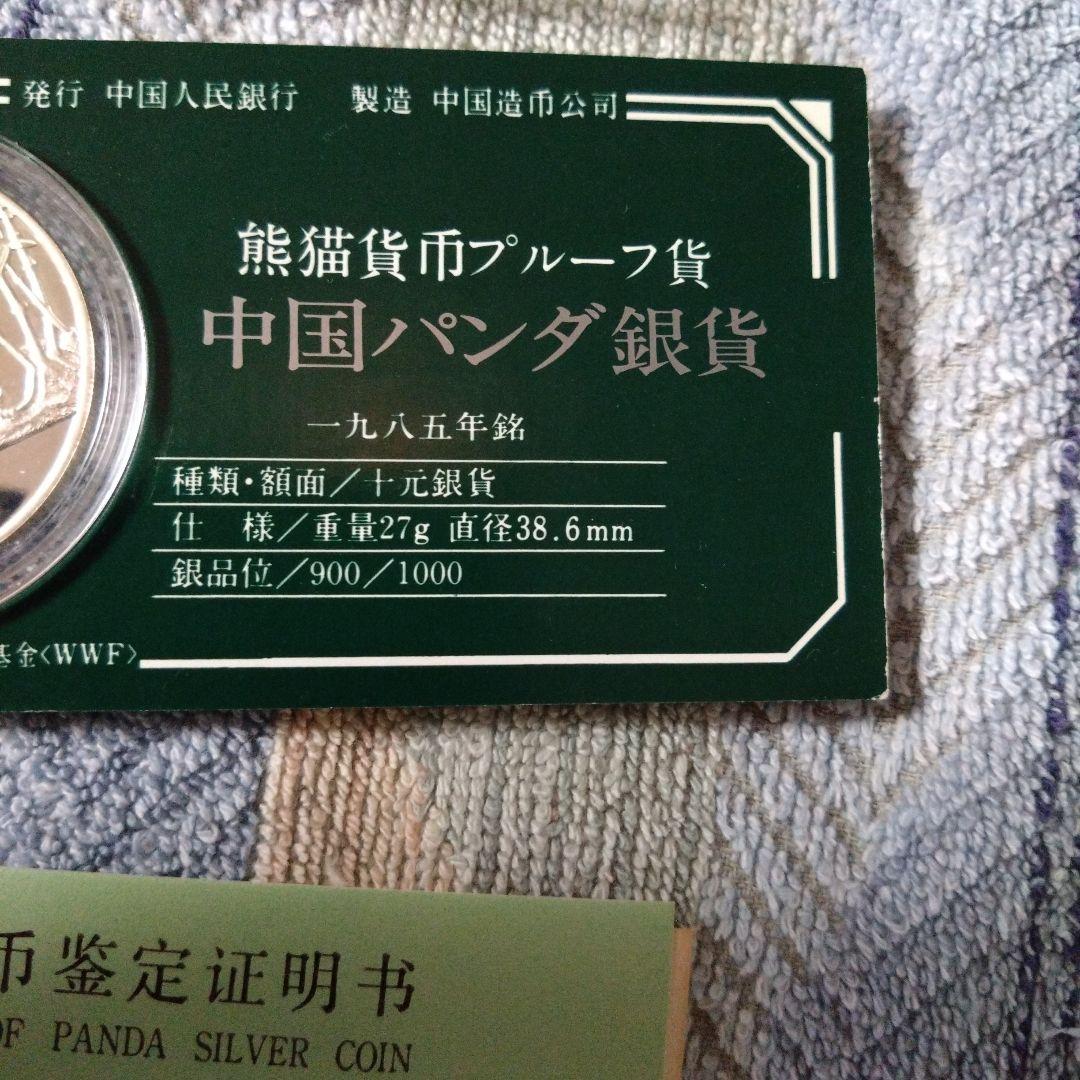 発行 中国人民銀行 製造 中国造币公司
熊猫貨币プルーフ貨
中国パンダ銀貨
一九八五年銘
種類・額面／十元銀貨
仕 様／重量27g 直径38.6mm
銀品位／900／1000
基金〈WWF〉
币鉴定证明书
OF PANDA SILVER COIN